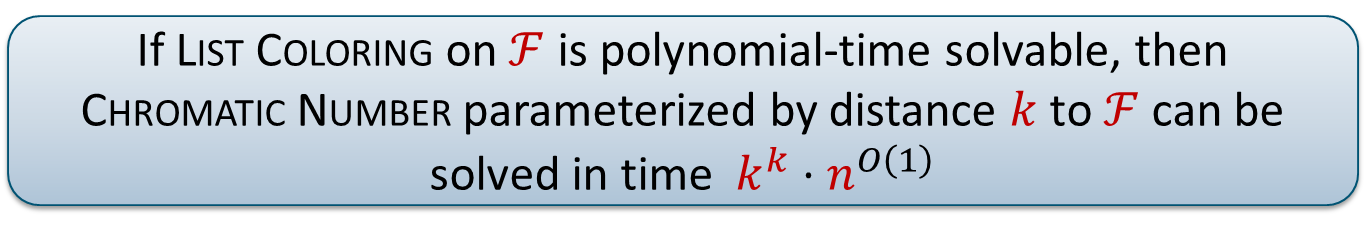 If LIST COLORING on ℱ is polynomial-time solvable, then
CHROMATIC NUMBER parameterized by distance k to ℱ can be
solved in time k^k · n^{O(1)}